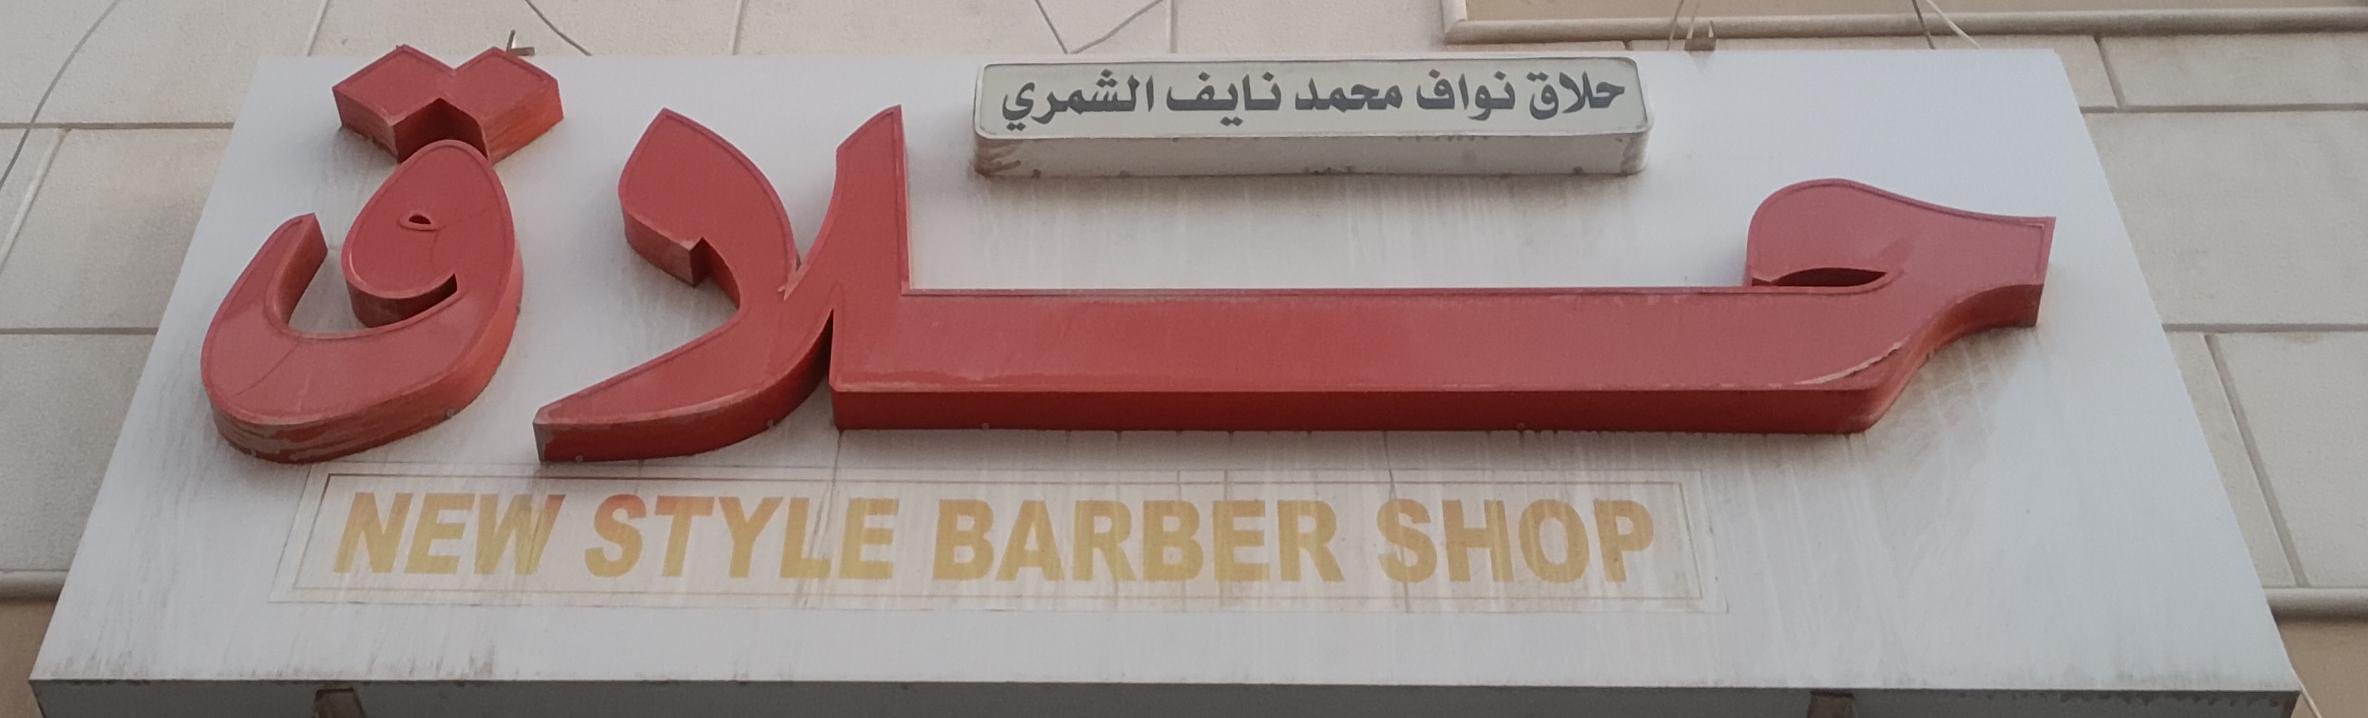 حلاق نواف محمد نايف الشمري
حلاق
NEW STYLE BARBER SHOP